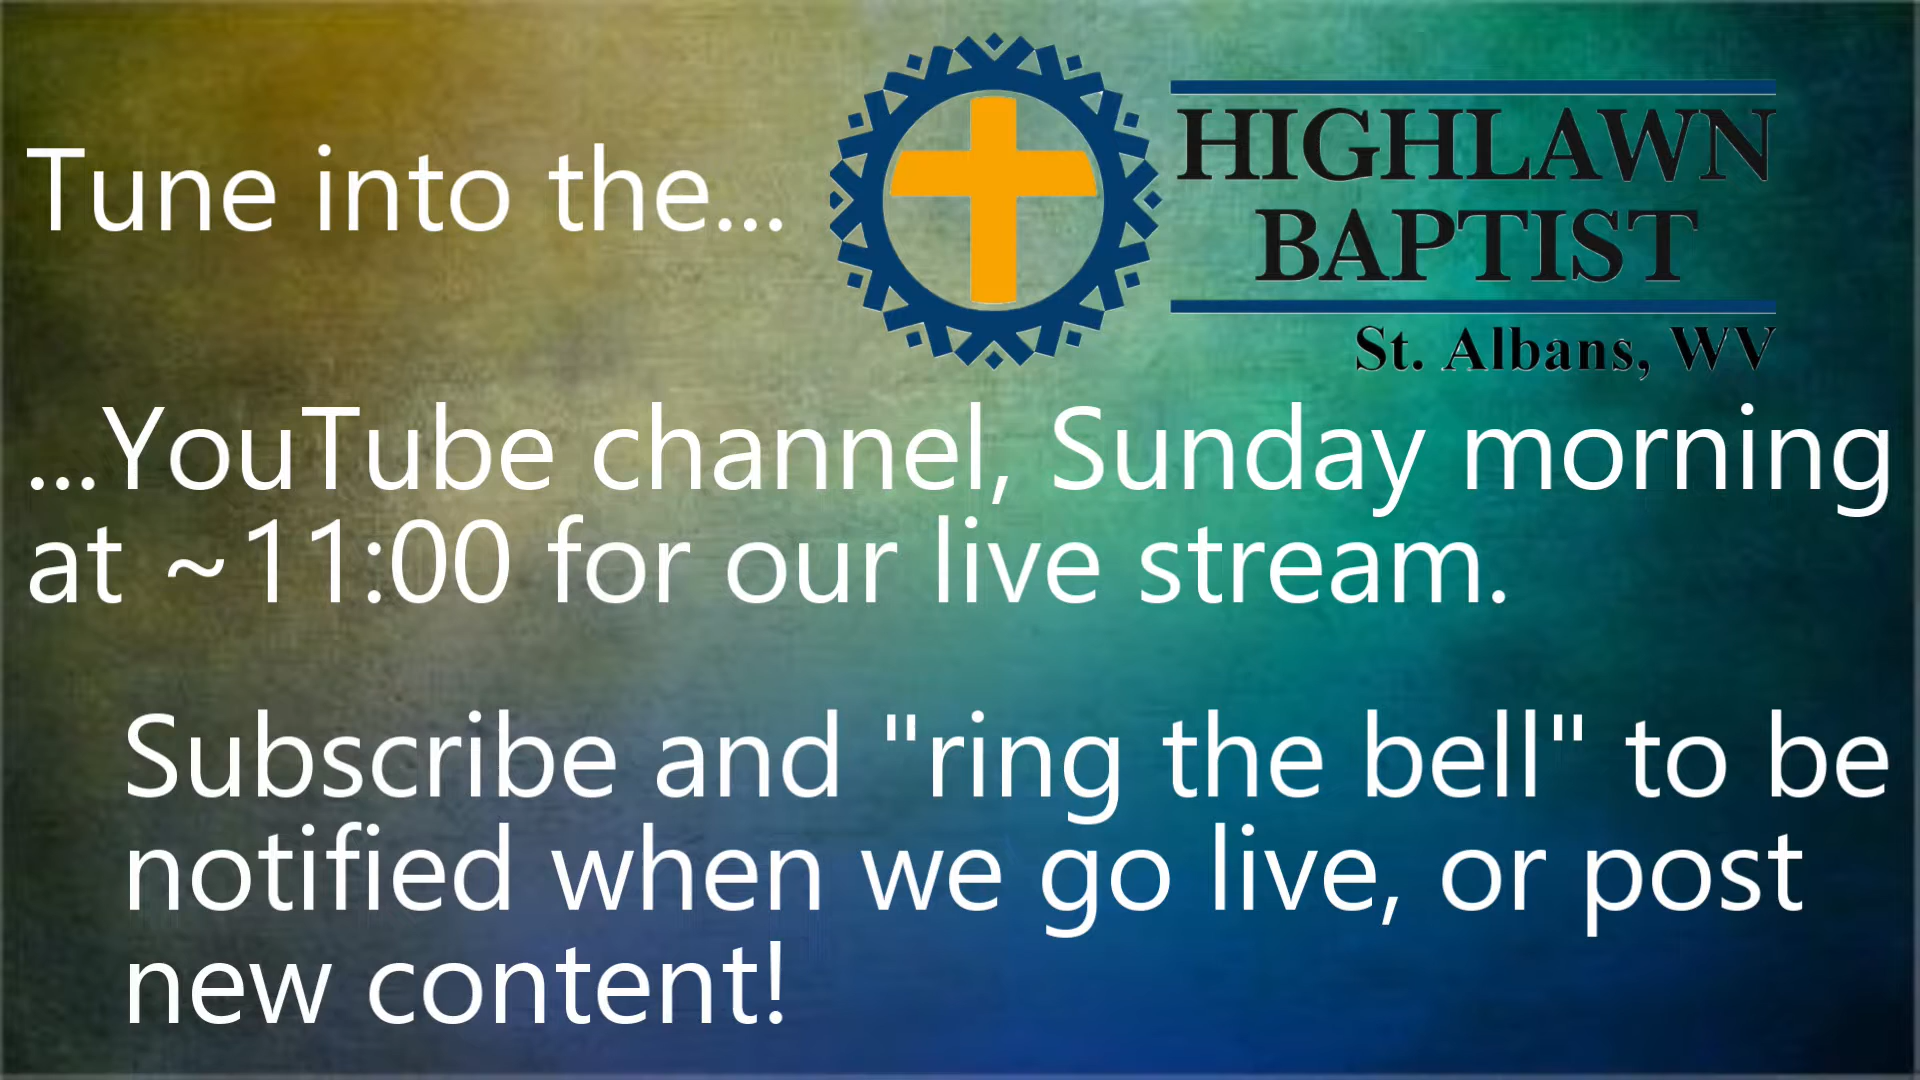 Tune into the...
HIGHLAWN
BAPTIST
St. Albans, WV
...YouTube channel, Sunday morning
at ~11:00 for our live stream.
Subscribe and "ring the bell" to be
notified when we go live, or post
new content!